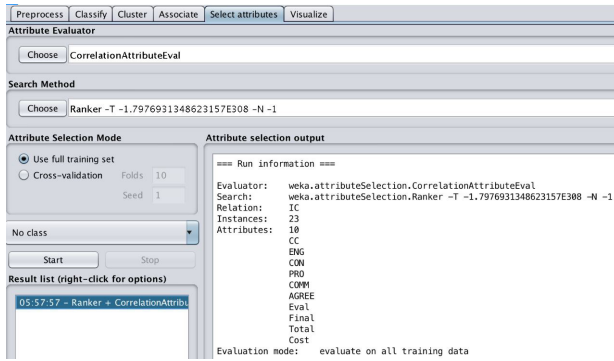 Preprocess Classify Cluster Associate Select attributes Visualize
Attribute Evaluator
Choose CorrelationAttributeEval
Search Method
Choose Ranker -T -1.7976931348623157E308 -N -1
Attribute Selection Mode
Use full training set
Cross-validation Folds 10
Seed 1
No class
Start Stop
Result list (right-click for options)
05:57:57 - Ranker + CorrelationAttribu
Attribute selection output
=== Run information ===
Evaluator: weka.attributeSelection.CorrelationAttributeEval
Search: weka.attributeSelection.Ranker -T -1.7976931348623157E308 -N -1
Relation: IC
Instances: 23
Attributes: 10
CC
ENG
CON
PRO
COMM
AGREE
Eval
Final
Total
Cost
Evaluation mode: evaluate on all training data